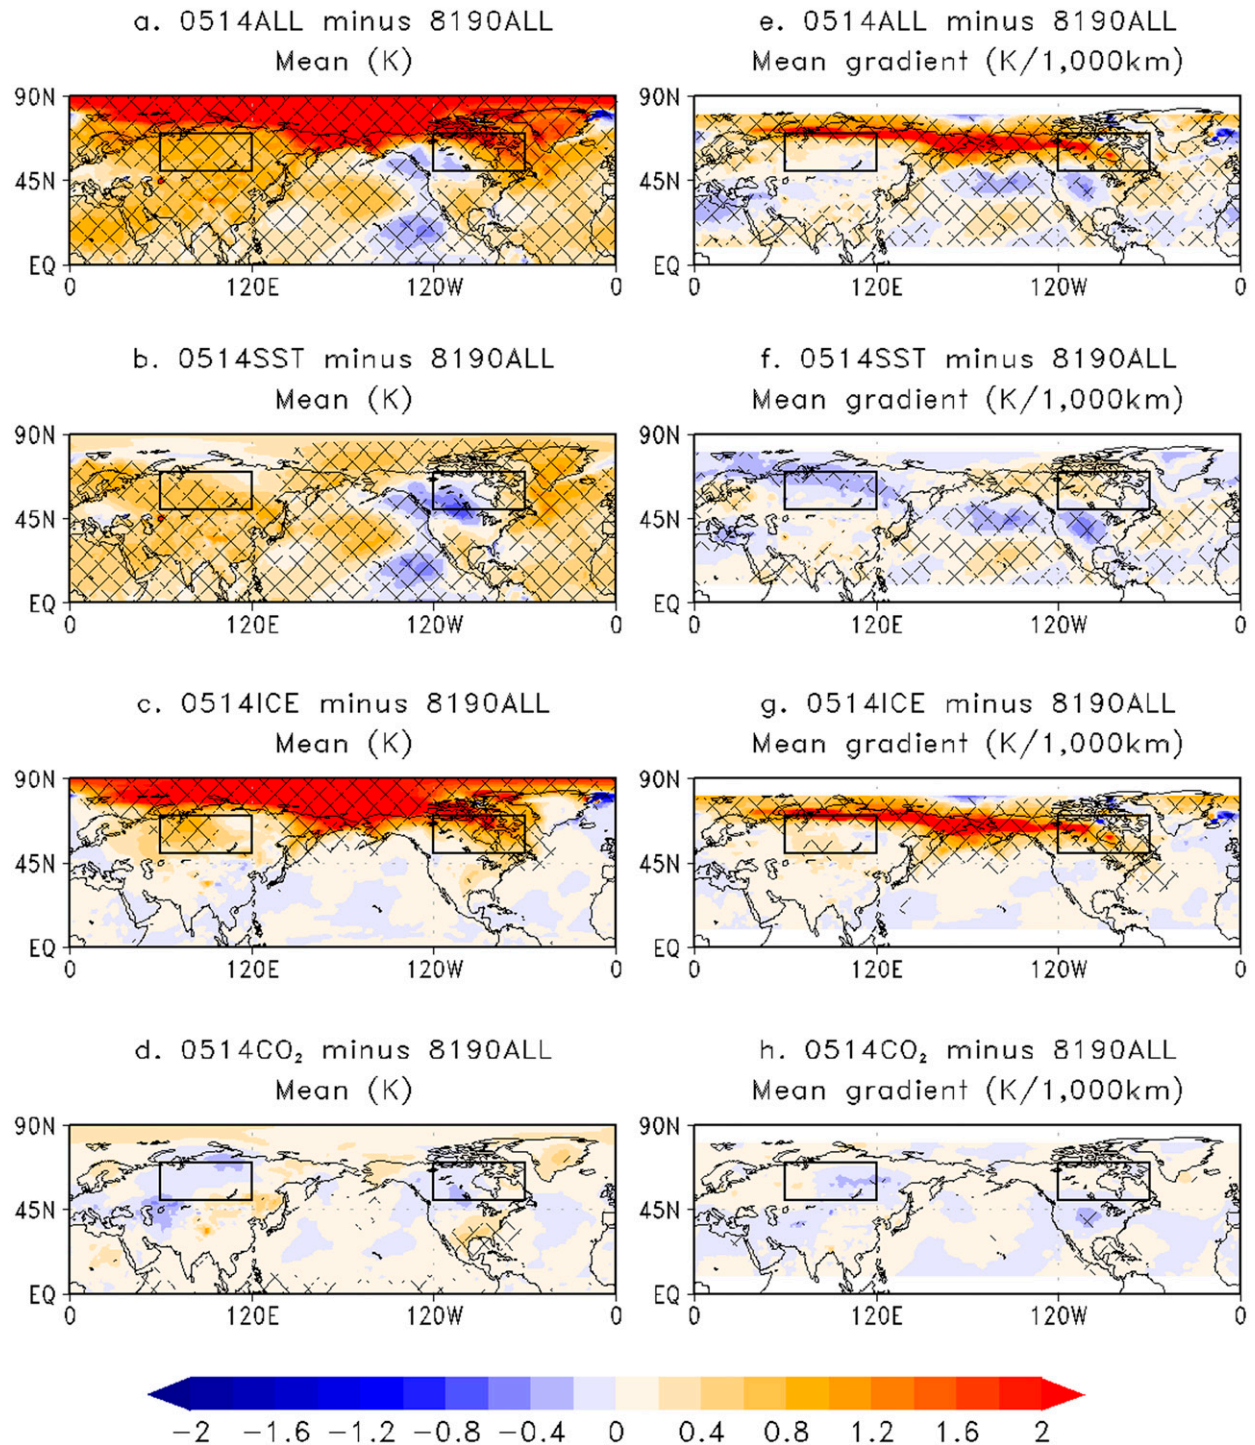 a. 0514ALL minus 8190ALL
Mean (K)
90N
45N
EQ
0 120E 120W 0
e. 0514ALL minus 8190ALL
Mean gradient (K/1,000km)
90N
45N
EQ
0 120E 120W 0
b. 0514SST minus 8190ALL
Mean (K)
90N
45N
EQ
0 120E 120W 0
f. 0514SST minus 8190ALL
Mean gradient (K/1,000km)
90N
45N
EQ
0 120E 120W 0
c. 0514ICE minus 8190ALL
Mean (K)
90N
45N
EQ
0 120E 120W 0
g. 0514ICE minus 8190ALL
Mean gradient (K/1,000km)
90N
45N
EQ
0 120E 120W 0
d. 0514CO₂ minus 8190ALL
Mean (K)
90N
45N
EQ
0 120E 120W 0
h. 0514CO₂ minus 8190ALL
Mean gradient (K/1,000km)
90N
45N
EQ
0 120E 120W 0
−2 −1.6 −1.2 −0.8 −0.4 0 0.4 0.8 1.2 1.6 2